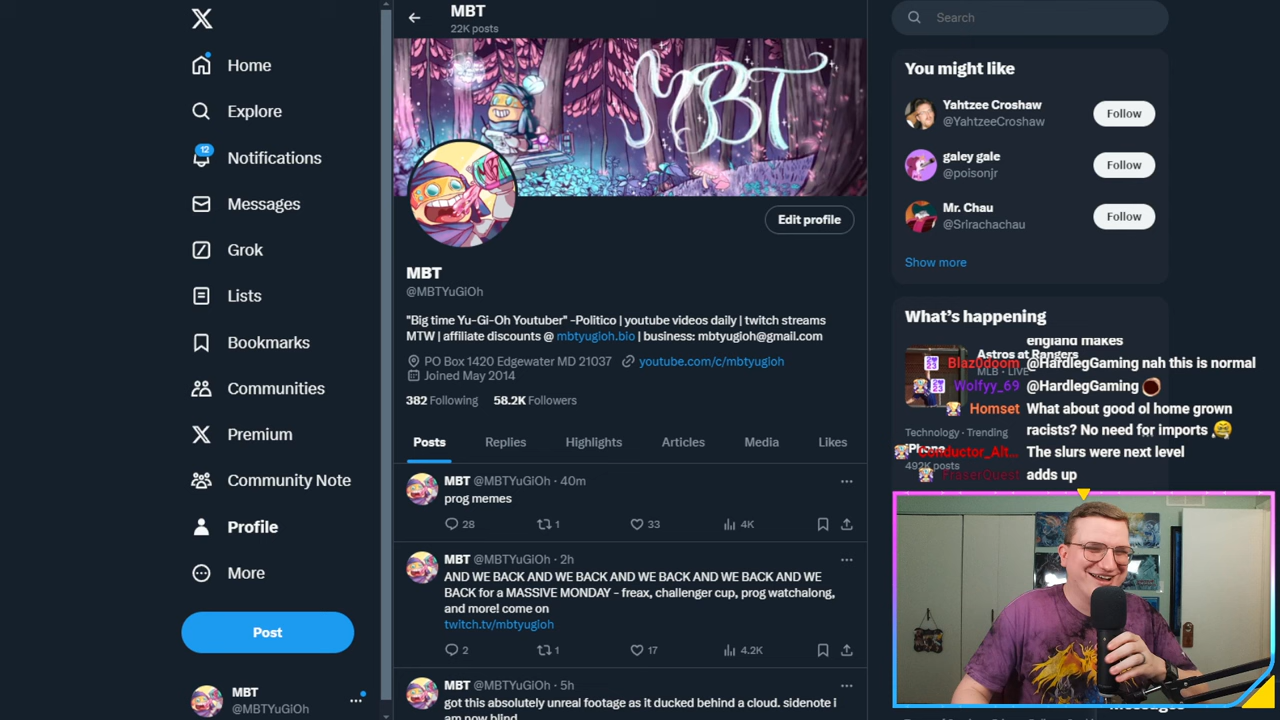 Home
Explore
12
Notifications
Messages
Grok
Lists
Bookmarks
Communities
Premium
Community Note
Profile
More
Post
MBT
@MBTYuGiOh
MBT
22K posts
MBT
Edit profile
MBT
@MBTYuGiOh
"Big time Yu-Gi-Oh Youtuber" -Politico | youtube videos daily | twitch streams
MTW | affiliate discounts @ mbtyugioh.bio | business: mbtyugioh@gmail.com
PO Box 1420 Edgewater MD 21037 youtube.com/c/mbtyugioh
Joined May 2014
382 Following 58.2K Followers
Posts Replies Highlights Articles Media Likes
MBT @MBTYuGiOh · 40m
prog memes
28 1 33 4K
MBT @MBTYuGiOh · 2h
AND WE BACK AND WE BACK AND WE BACK AND WE BACK AND WE
BACK for a MASSIVE MONDAY - freax, challenger cup, prog watchalong,
and more! come on
twitch.tv/mbtyugioh
2 1 17 4.2K
MBT @MBTYuGiOh · 5h
got this absolutely unreal footage as it ducked behind a cloud. sidenote i
am now blind
Search
You might like
Yahtzee Croshaw
@YahtzeeCroshaw
Follow
galey gale
@poisonjr
Follow
Mr. Chau
@Srirachachau
Follow
Show more
What's happening
england makes
Astros at Rangers
MLB · LIVE
Blaz0doom @HardlegGaming nah this is normal
Wolfyy_69 @HardlegGaming
Homset What about good ol home grown
racists? No need for imports
Technology · Trending
iPhone
492K posts
Conductor_Alt... The slurs were next level
FraserQuest adds up
Messages